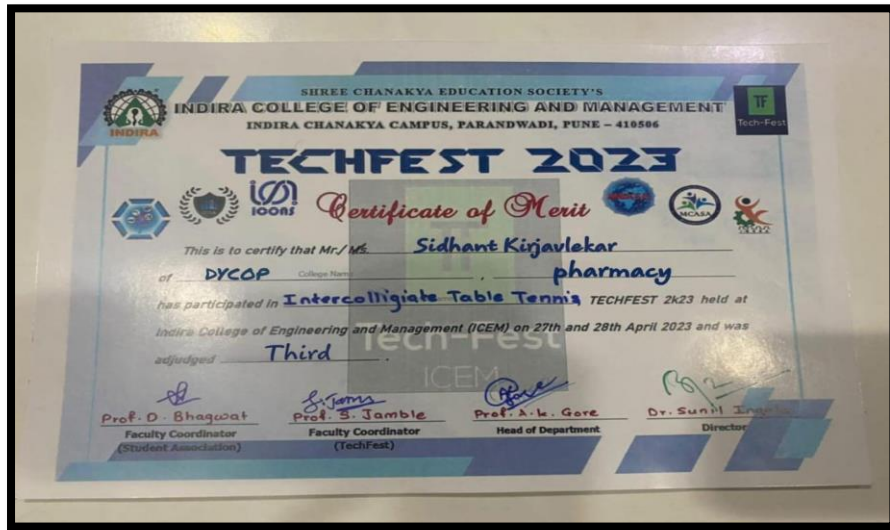 SHREE CHANAKYA EDUCATION SOCIETY'S
INDIRA COLLEGE OF ENGINEERING AND MANAGEMENT
INDIRA CHANAKYA CAMPUS, PARANDWADI, PUNE – 410506
INDIRA
TF
Tech-Fest
TECHFEST 2023
ICONS
Certificate of Merit
MCASA
This is to certify that Mr./ Ms. Sidhant Kirjavlekar
of DYCOP College Name , pharmacy
has participated in Intercolligiate Table Tennis TECHFEST 2k23 held at
Indira College of Engineering and Management (ICEM) on 27th and 28th April 2023 and was
adjudged Third .
Tech-Fest
ICEM
Prof. D. Bhagwat Prof. S. Jamble Prof. A. k. Gore Dr. Sunil
Faculty Coordinator Faculty Coordinator Head of Department Director
(Student Association) (TechFest)